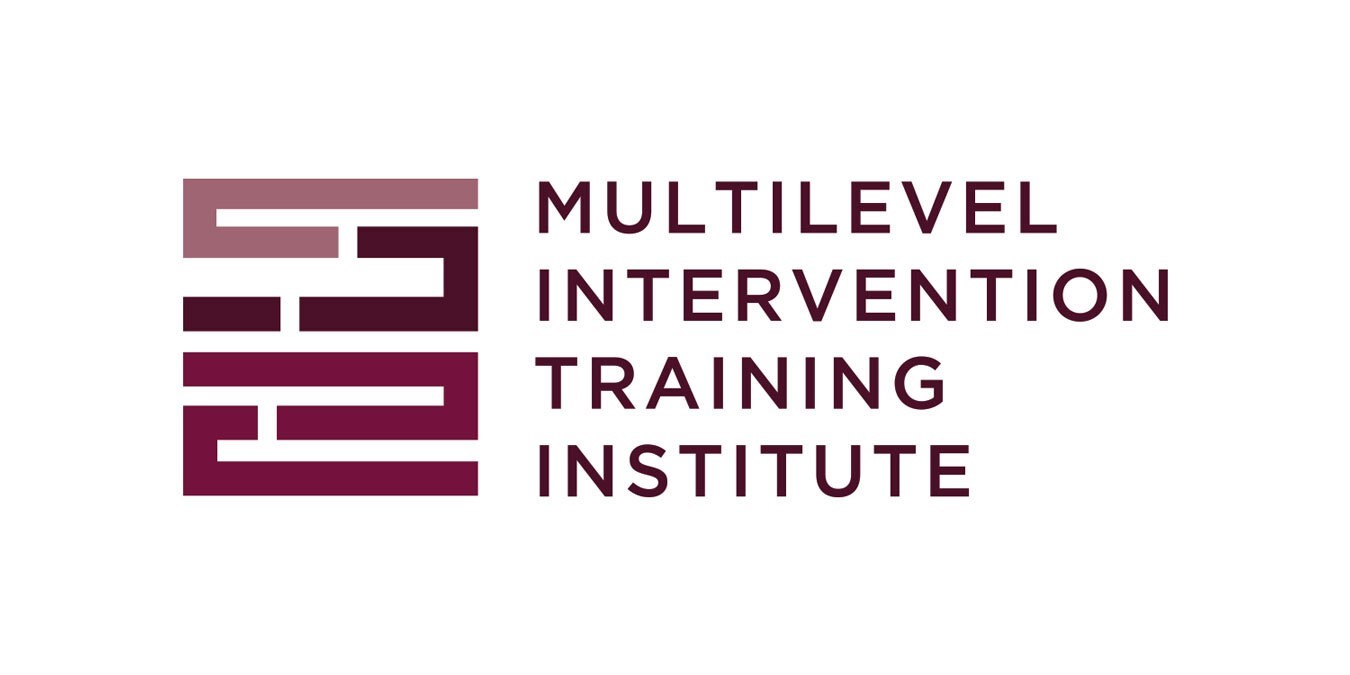 MULTILEVEL
INTERVENTION
TRAINING
INSTITUTE